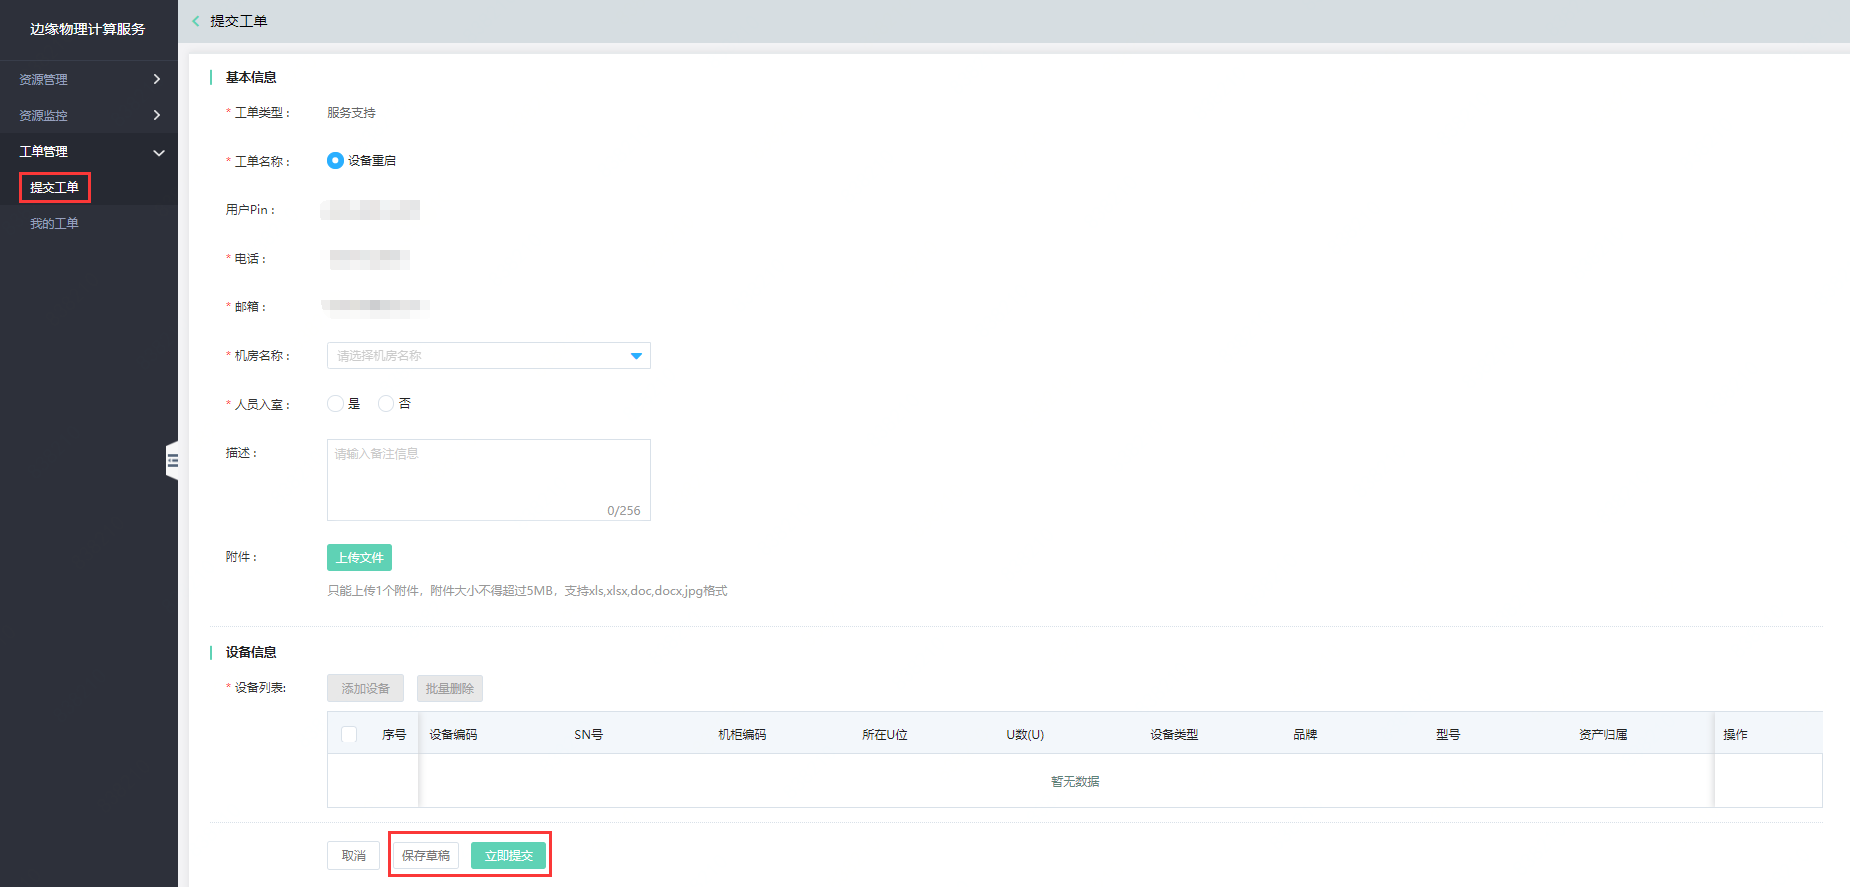 边缘物理计算服务
资源管理
资源监控
工单管理
提交工单
我的工单
提交工单
基本信息
* 工单类型： 服务支持
* 工单名称： 设备重启
用户Pin：
* 电话：
* 邮箱：
* 机房名称： 请选择机房名称
* 人员入室： 是 否
描述： 请输入备注信息
0/256
附件： 上传文件
只能上传1个附件，附件大小不得超过5MB，支持xls,xlsx,doc,docx,jpg格式
设备信息
* 设备列表: 添加设备 批量删除
序号 设备编码 SN号 机柜编码 所在U位 U数(U) 设备类型 品牌 型号 资产归属 操作
暂无数据
取消 保存草稿 立即提交